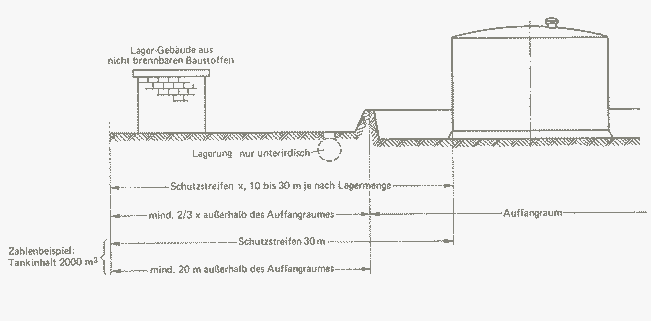 Lager-Gebäude aus
nicht brennbaren Baustoffen
Lagerung nur unterirdisch
Schutzstreifen x, 10 bis 30 m je nach Lagermenge
mind. 2/3 x außerhalb des Auffangraumes
Auffangraum
Zahlenbeispiel:
Tankinhalt 2000 m³
Schutzstreifen 30 m
mind. 20 m außerhalb des Auffangraumes